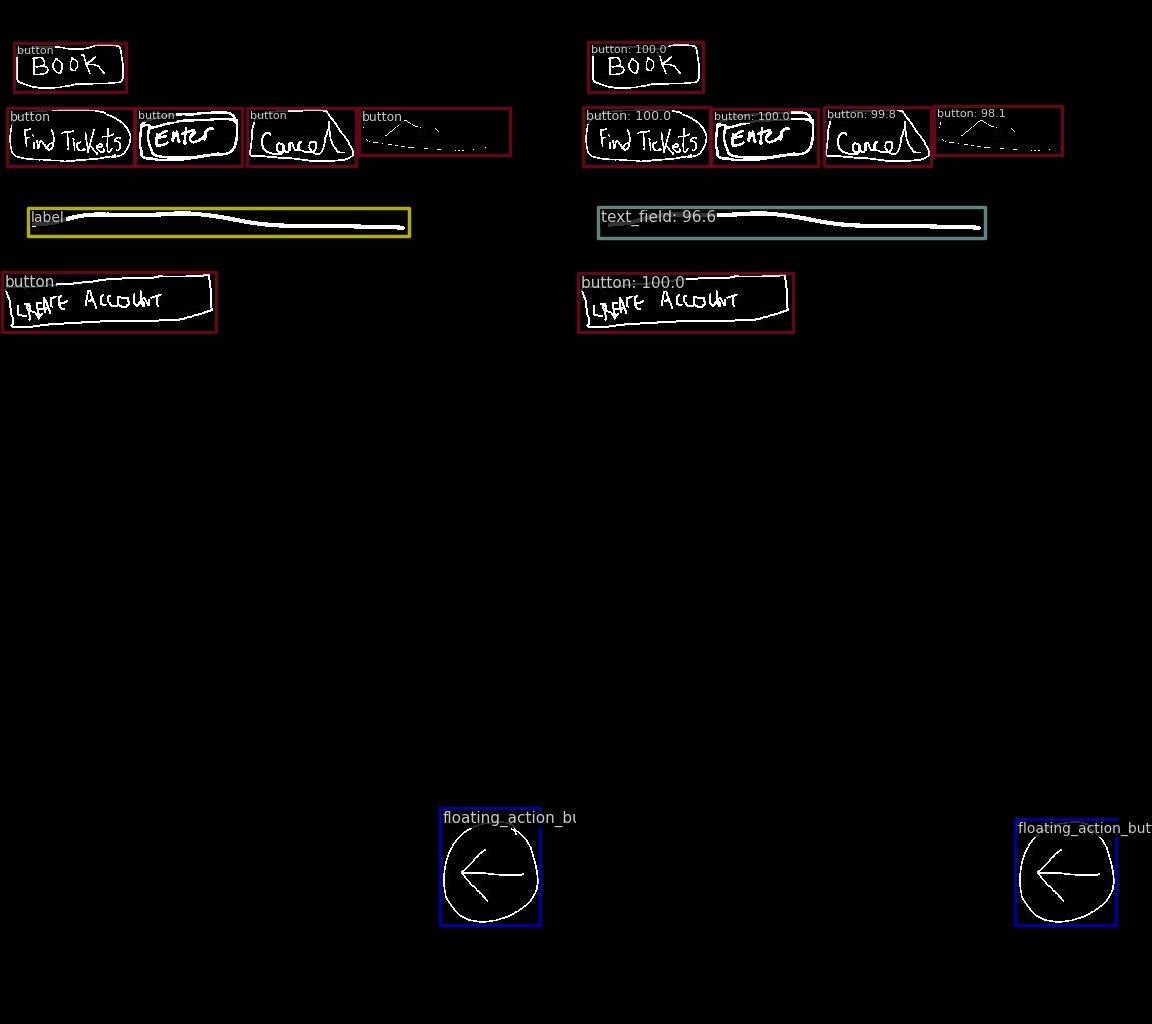 button button: 100.0
BOOK BOOK
button button button button button: 100.0 button: 100.0 button: 99.8 button: 98.1
Find Tickets Enter Cancel Find Tickets Enter Cancel
label text_field: 96.6
button button: 100.0
CREATE ACCOUNT CREATE ACCOUNT
floating_action_bu floating_action_butt